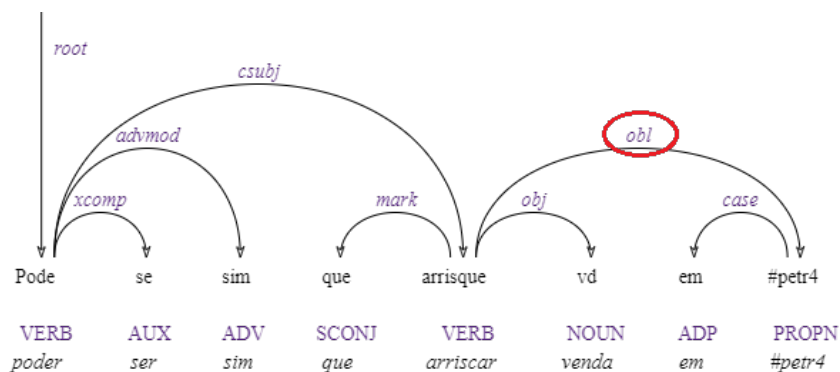 root
csubj
advmod obl
xcomp mark obj case
Pode se sim que arrisque vd em #petr4
VERB AUX ADV SCONJ VERB NOUN ADP PROPN
poder ser sim que arriscar venda em #petr4